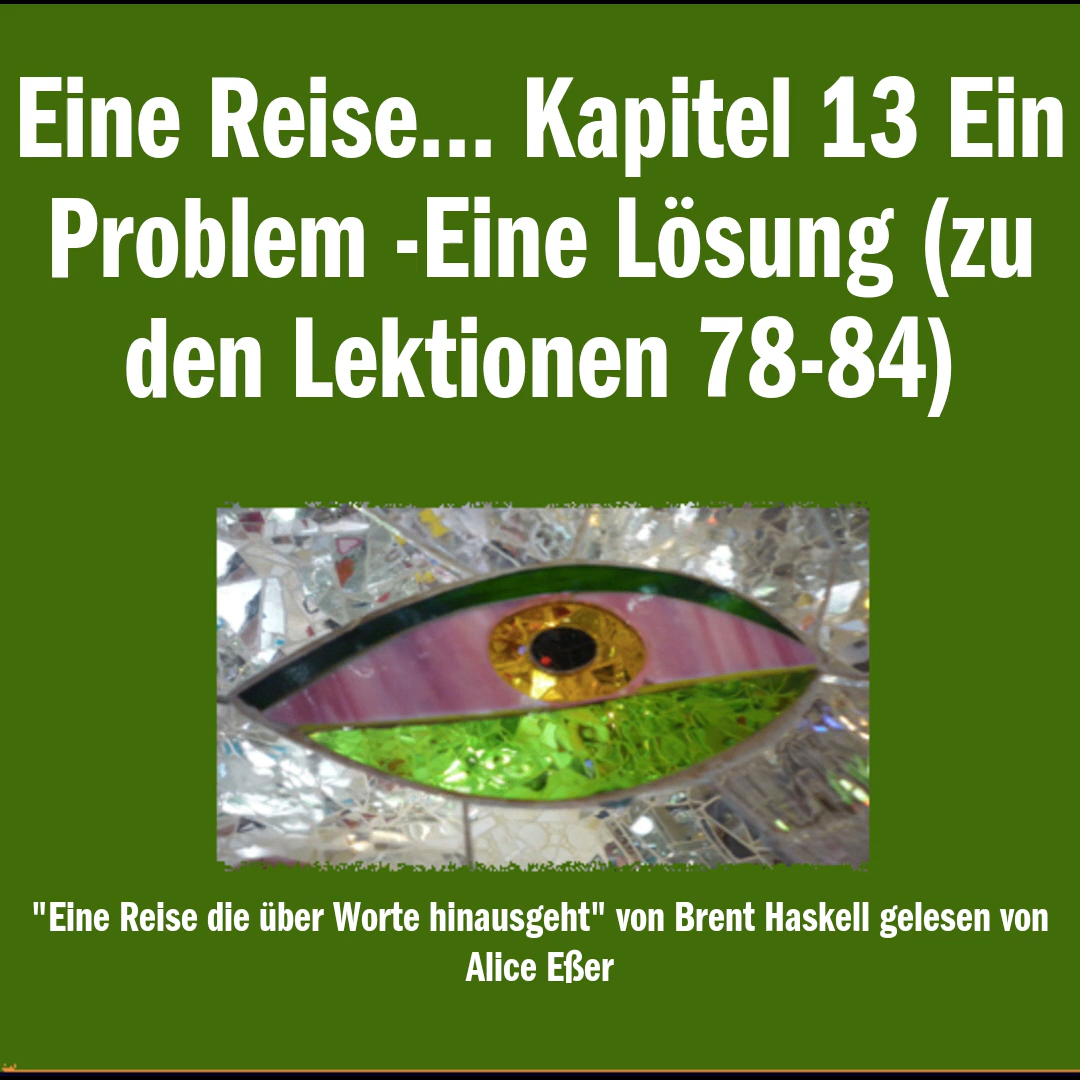 Eine Reise... Kapitel 13 Ein
Problem -Eine Lösung (zu
den Lektionen 78-84)
"Eine Reise die über Worte hinausgeht" von Brent Haskell gelesen von
Alice Eßer